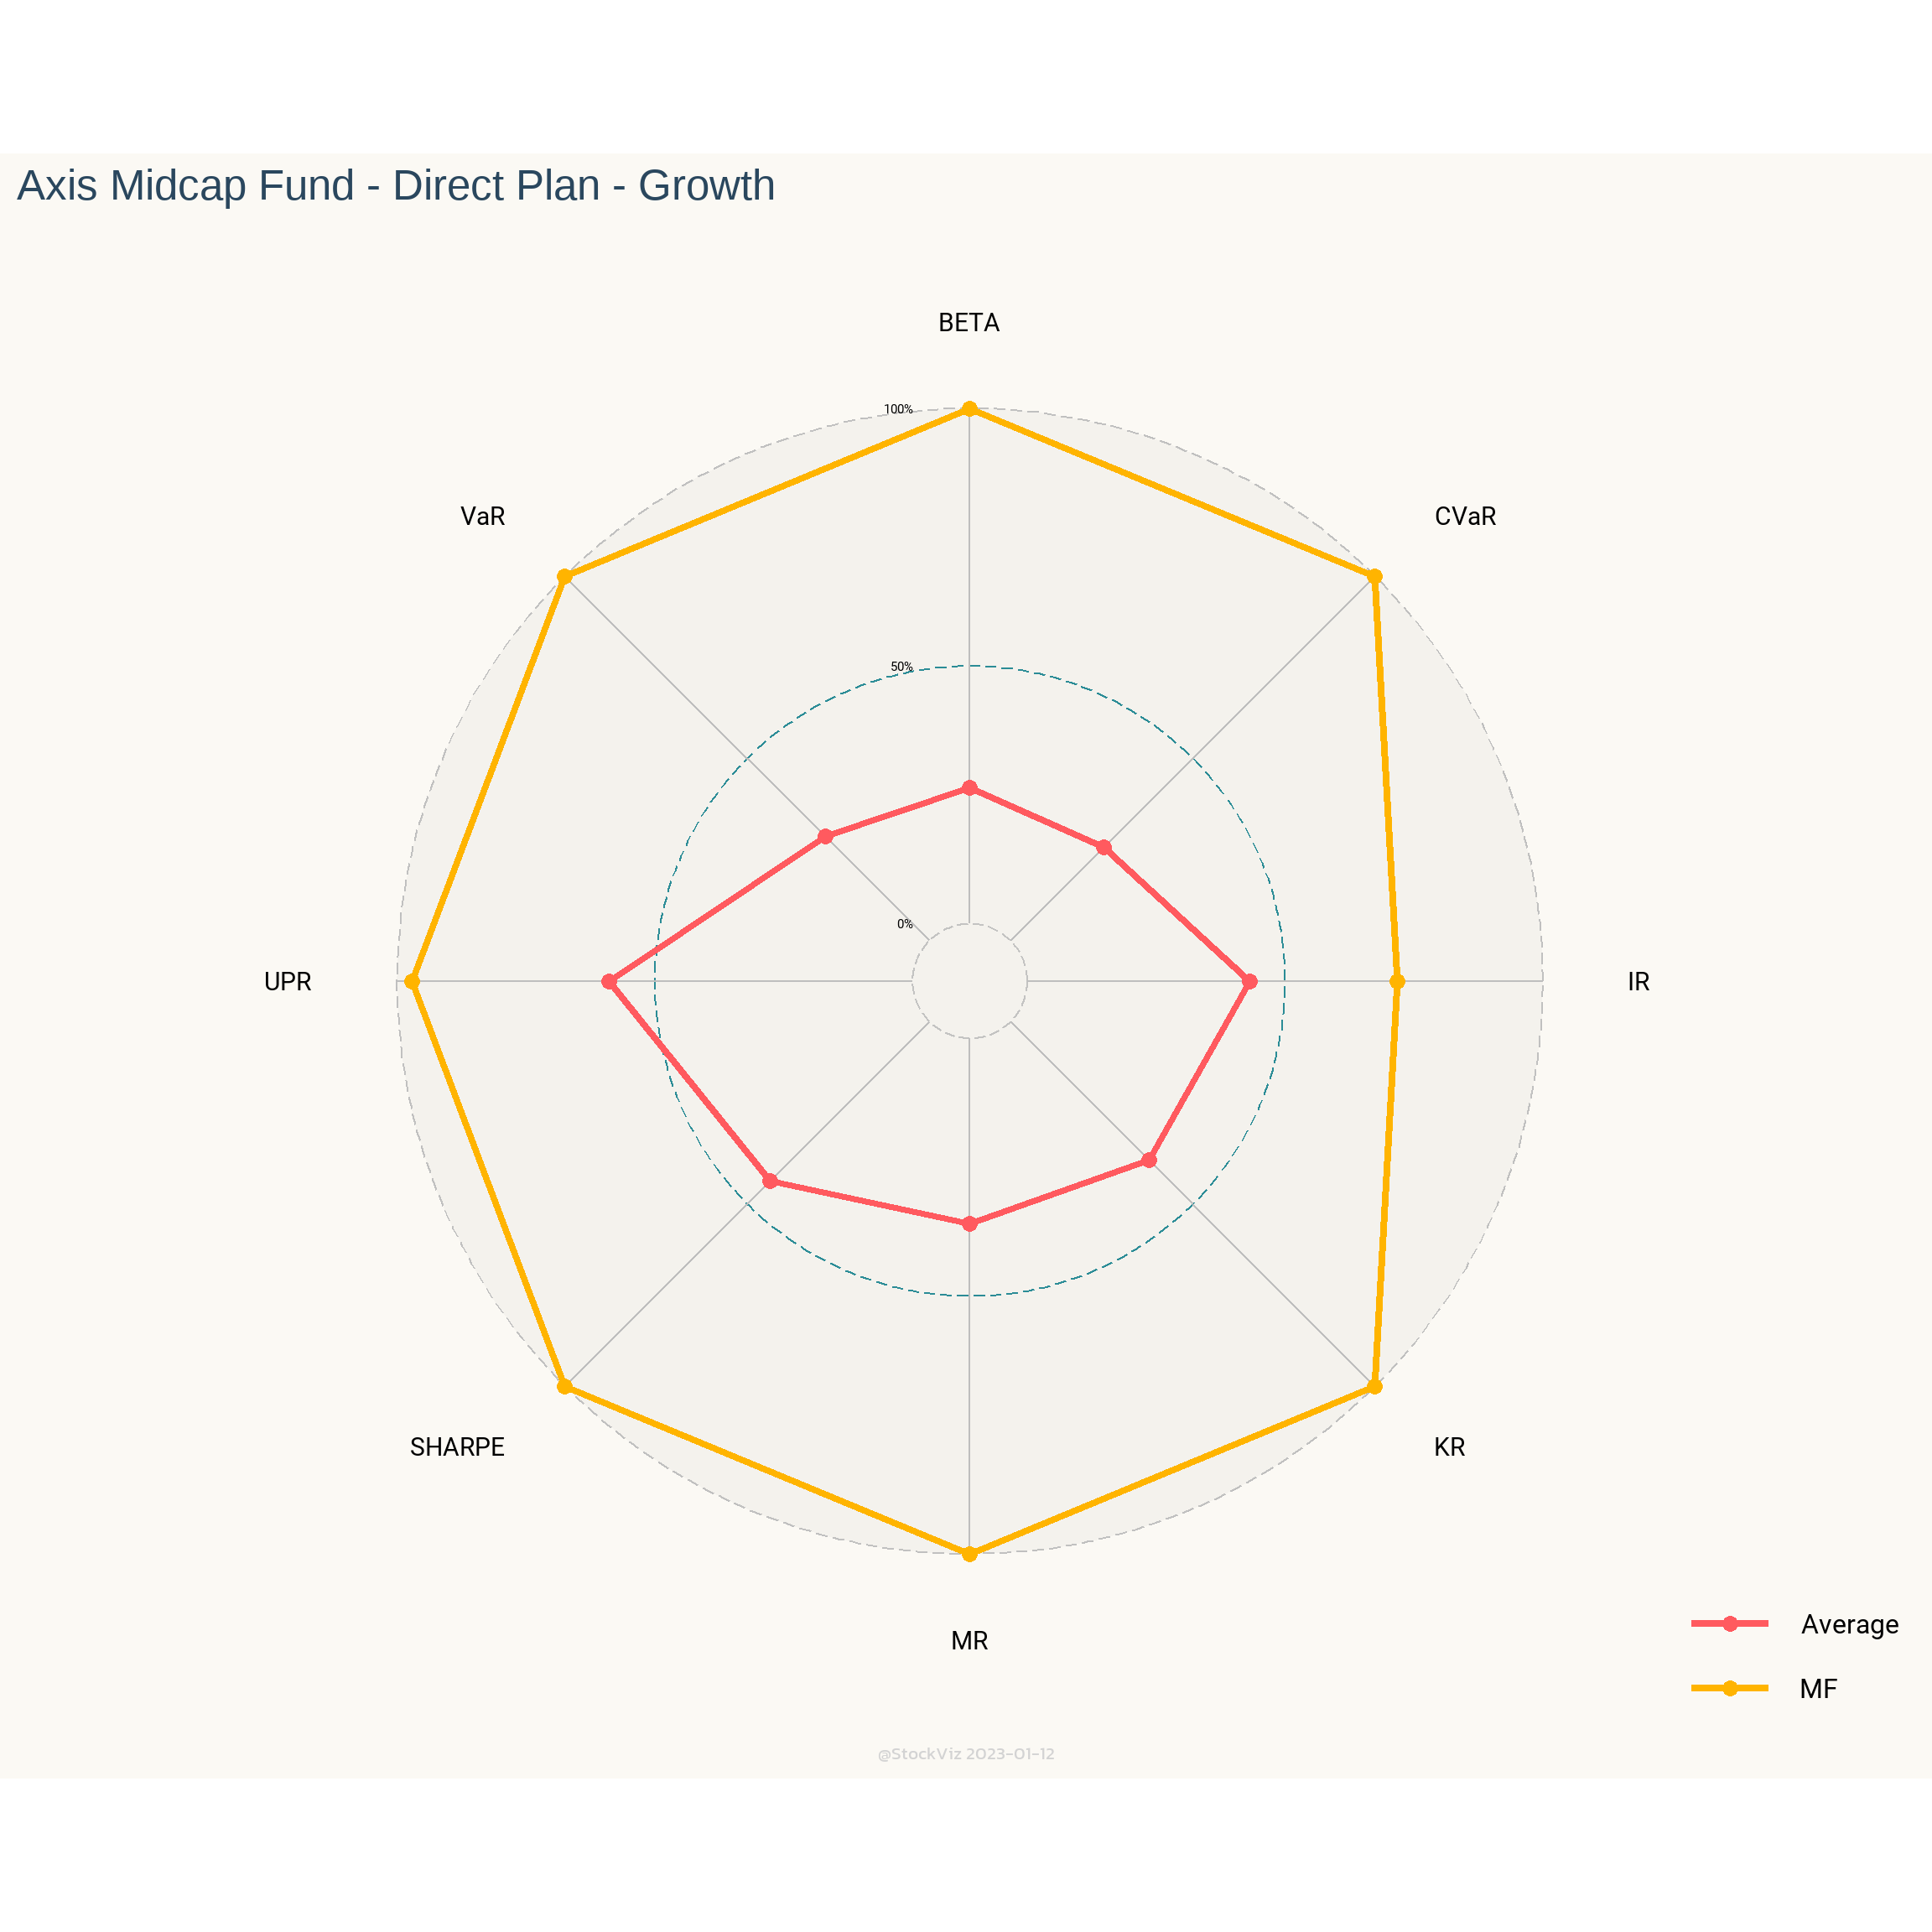 Axis Midcap Fund - Direct Plan - Growth
BETA
100%
VaR
CVaR
50%
0%
UPR
IR
SHARPE
KR
MR
Average
MF
@StockViz 2023-01-12